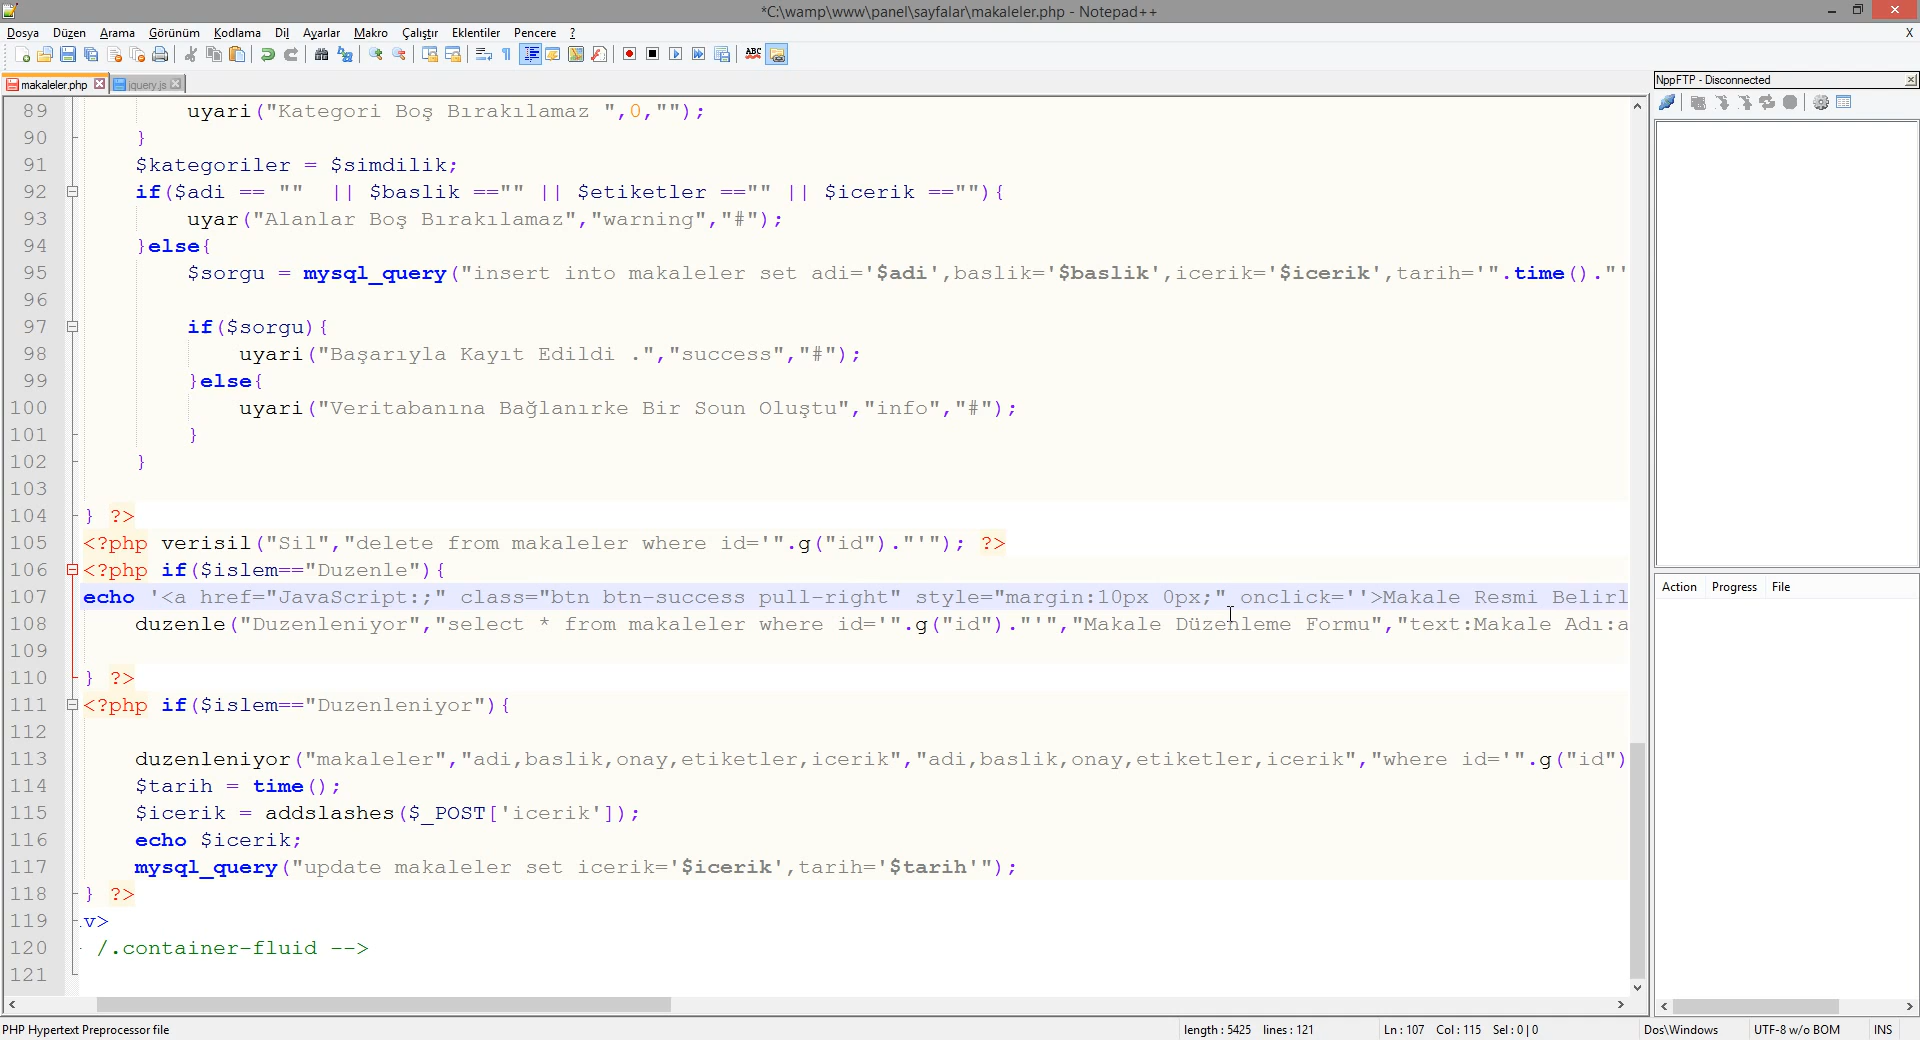 *C:\wamp\www\panel\sayfalar\makaleler.php - Notepad++
Dosya Düzen Arama Görünüm Kodlama Dil Ayarlar Makro Çalıştır Eklentiler Pencere ? X
makaleler.php jquery.js
NppFTP - Disconnected
89 uyari("Kategori Boş Bırakılamaz ",0,"");
90 }
91 $kategoriler = $simdilik;
92 if($adi == "" || $baslik =="" || $etiketler =="" || $icerik ==""){
93 uyar("Alanlar Boş Bırakılamaz","warning","#");
94 }else{
95 $sorgu = mysql_query("insert into makaleler set adi='$adi',baslik='$baslik',icerik='$icerik',tarih='".time()."'
96
97 if($sorgu){
98 uyari("Başarıyla Kayıt Edildi .","success","#");
99 }else{
100 uyari("Veritabanına Bağlanırke Bir Soun Oluştu","info","#");
101 }
102 }
103
104 } ?>
105 <?php verisil("Sil","delete from makaleler where id='".g("id")."'"); ?>
106 <?php if($islem=="Duzenle"){
107 echo '<a href="JavaScript:;" class="btn btn-success pull-right" style="margin:10px 0px;" onclick=''>Makale Resmi Belirl
108 duzenle("Duzenleniyor","select * from makaleler where id='".g("id")."'","Makale Düzenleme Formu","text:Makale Adı:a
109
110 } ?>
111 <?php if($islem=="Duzenleniyor"){
112
113 duzenleniyor("makaleler","adi,baslik,onay,etiketler,icerik","adi,baslik,onay,etiketler,icerik","where id='".g("id")
114 $tarih = time();
115 $icerik = addslashes($_POST['icerik']);
116 echo $icerik;
117 mysql_query("update makaleler set icerik='$icerik',tarih='$tarih'");
118 } ?>
119 v>
120 /.container-fluid -->
121
Action Progress File
PHP Hypertext Preprocessor file length : 5425 lines : 121 Ln : 107 Col : 115 Sel : 0 | 0 Dos\Windows UTF-8 w/o BOM INS